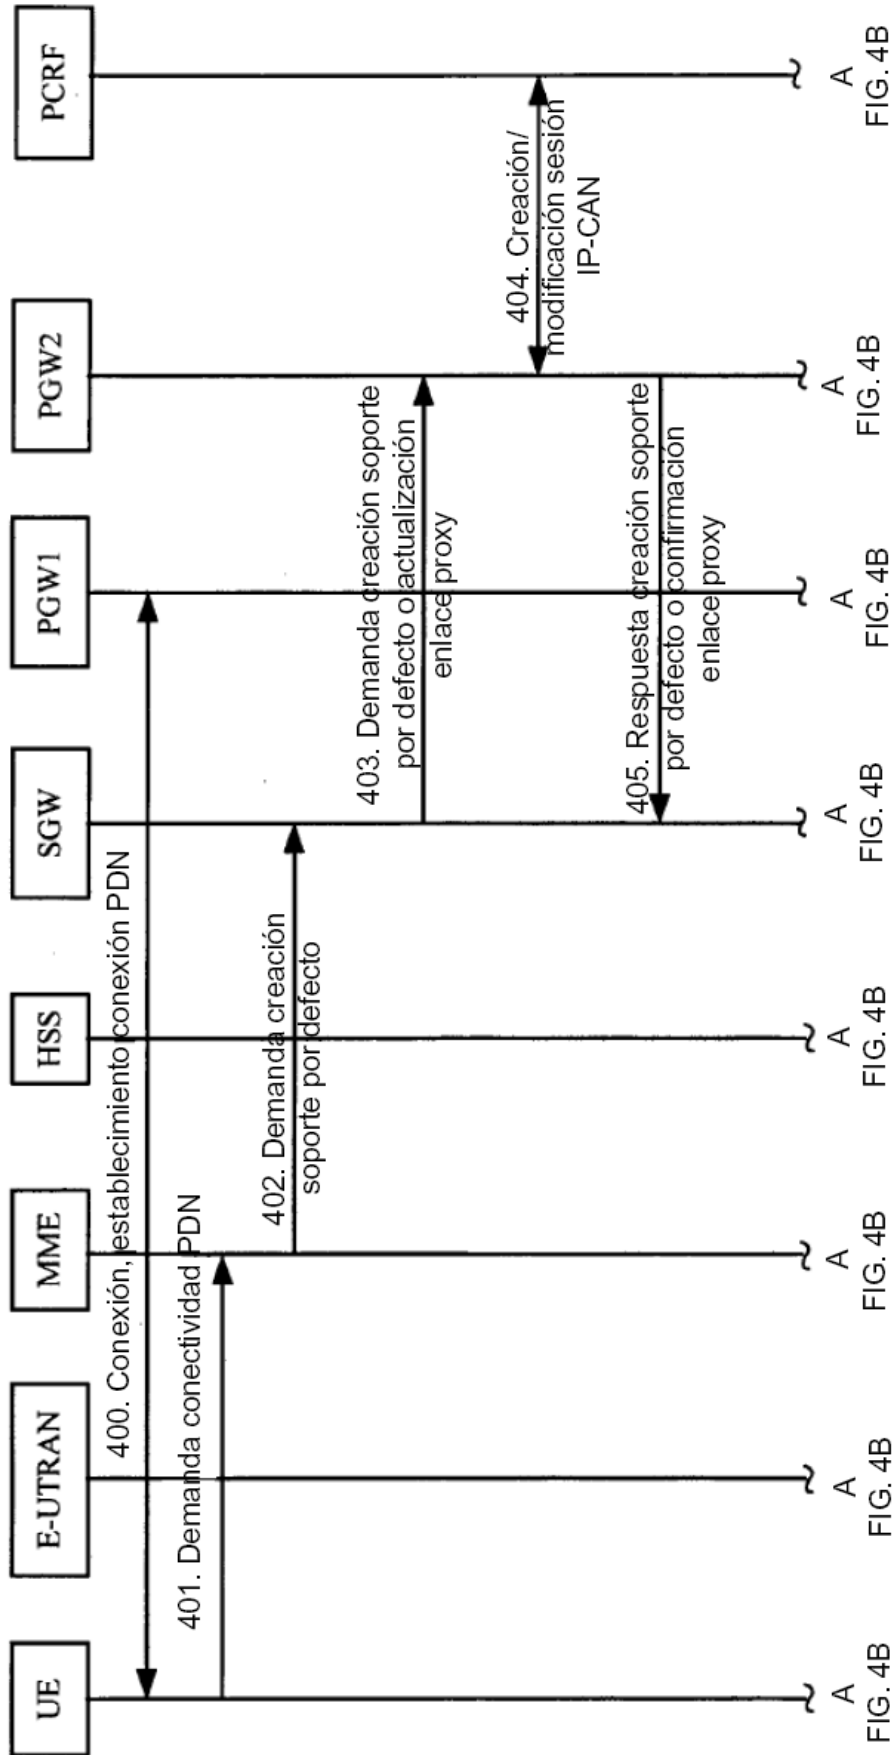 UE
E-UTRAN
MME
HSS
SGW
PGW1
PGW2
PCRF
400. Conexión, establecimiento conexión PDN
401. Demanda conectividad PDN
402. Demanda creación
soporte por defecto
403. Demanda creación soporte
por defecto o actualización
enlace proxy
404. Creación/
modificación sesión
IP-CAN
405. Respuesta creación soporte
por defecto o confirmación
enlace proxy
A
FIG. 4B
A
FIG. 4B
A
FIG. 4B
A
FIG. 4B
A
FIG. 4B
A
FIG. 4B
A
FIG. 4B
A
FIG. 4B